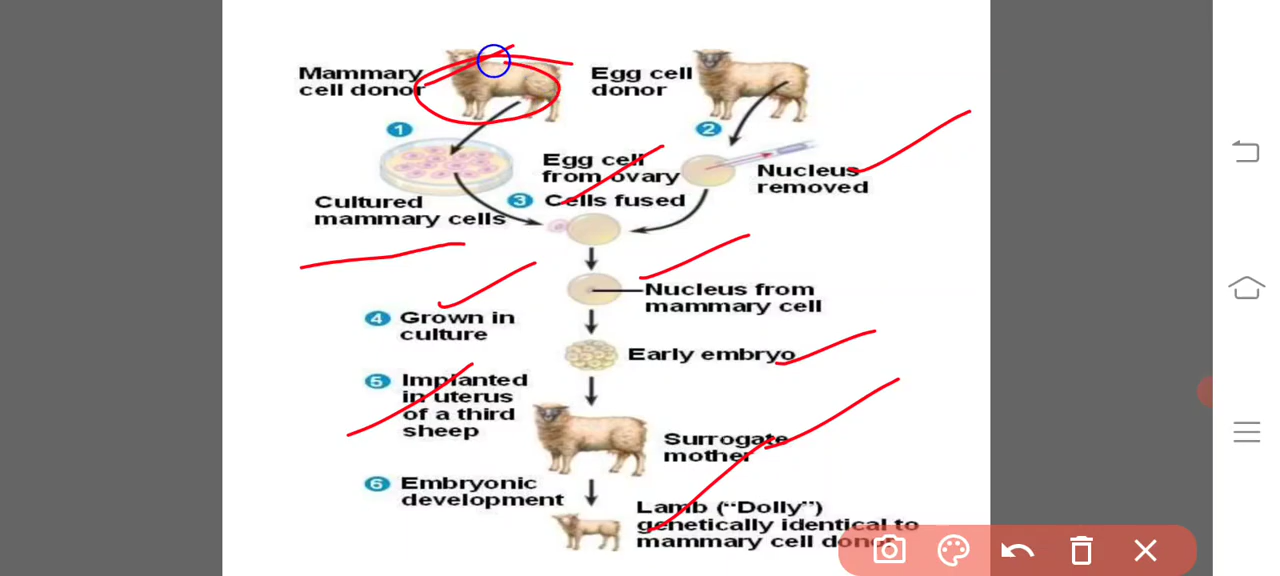 Mammary
cell donor
Egg cell
donor
1
2
Egg cell
from ovary
Nucleus
removed
Cultured
mammary cells
3 Cells fused
Nucleus from
mammary cell
4 Grown in
culture
Early embryo
5 Implanted
in uterus
of a third
sheep
Surrogate
mother
6 Embryonic
development
Lamb (“Dolly”)
genetically identical to
mammary cell donor